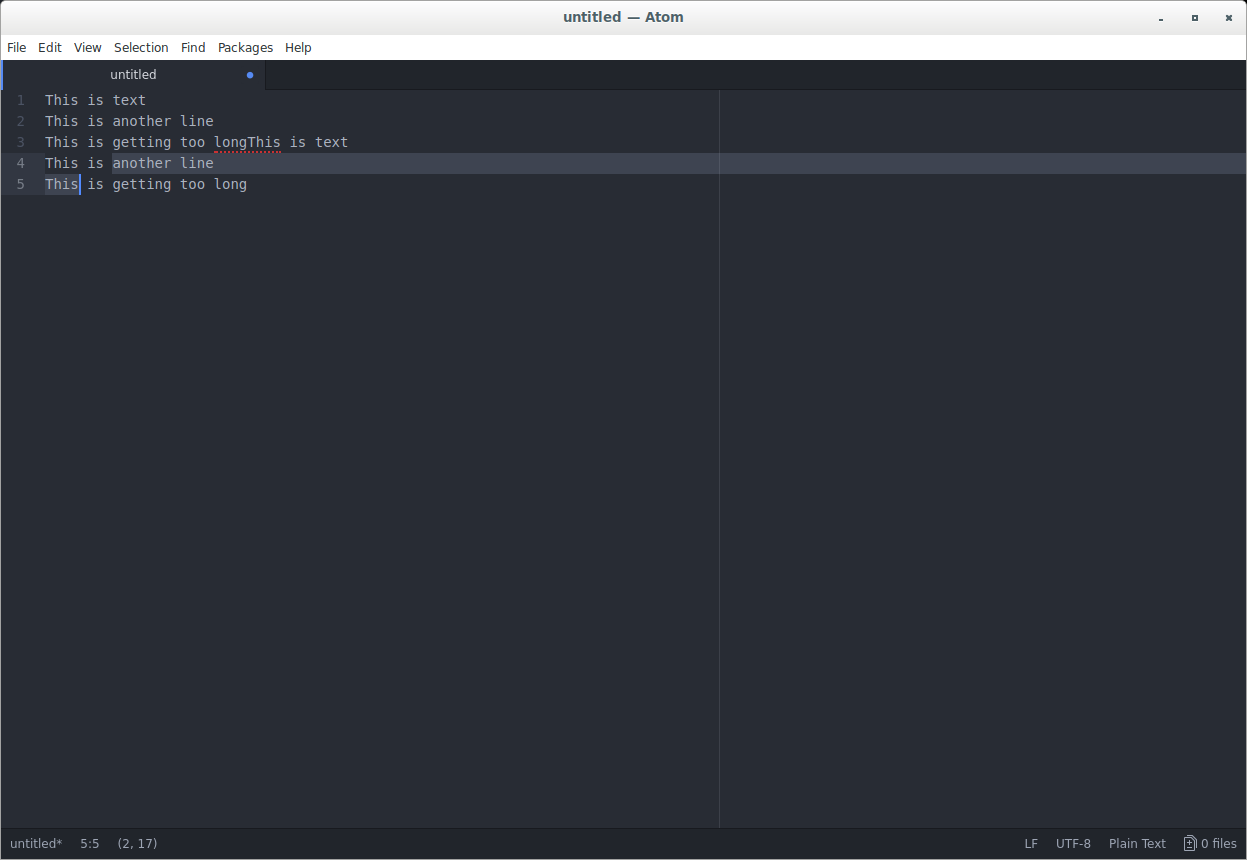 untitled — Atom
File Edit View Selection Find Packages Help
untitled
1 This is text
2 This is another line
3 This is getting too longThis is text
4 This is another line
5 This is getting too long
untitled* 5:5 (2, 17) LF UTF-8 Plain Text 0 files